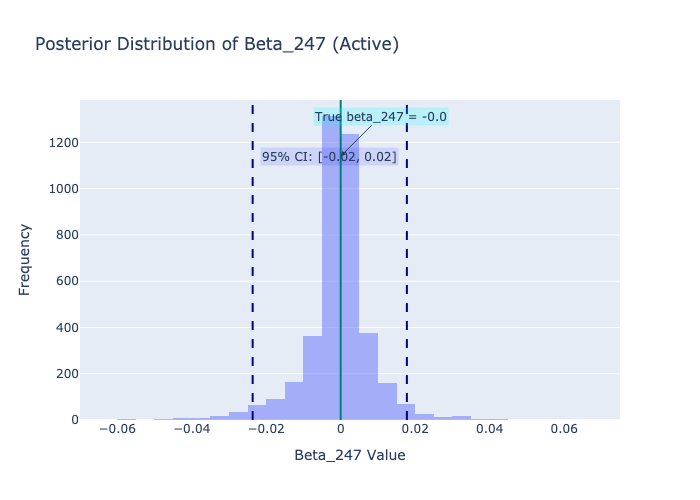 Posterior Distribution of Beta_247 (Active)
True beta_247 = -0.0
95% CI: [-0.02, 0.02]
1200
1000
800
600
400
200
0
Frequency
−0.06
−0.04
−0.02
0
0.02
0.04
0.06
Beta_247 Value